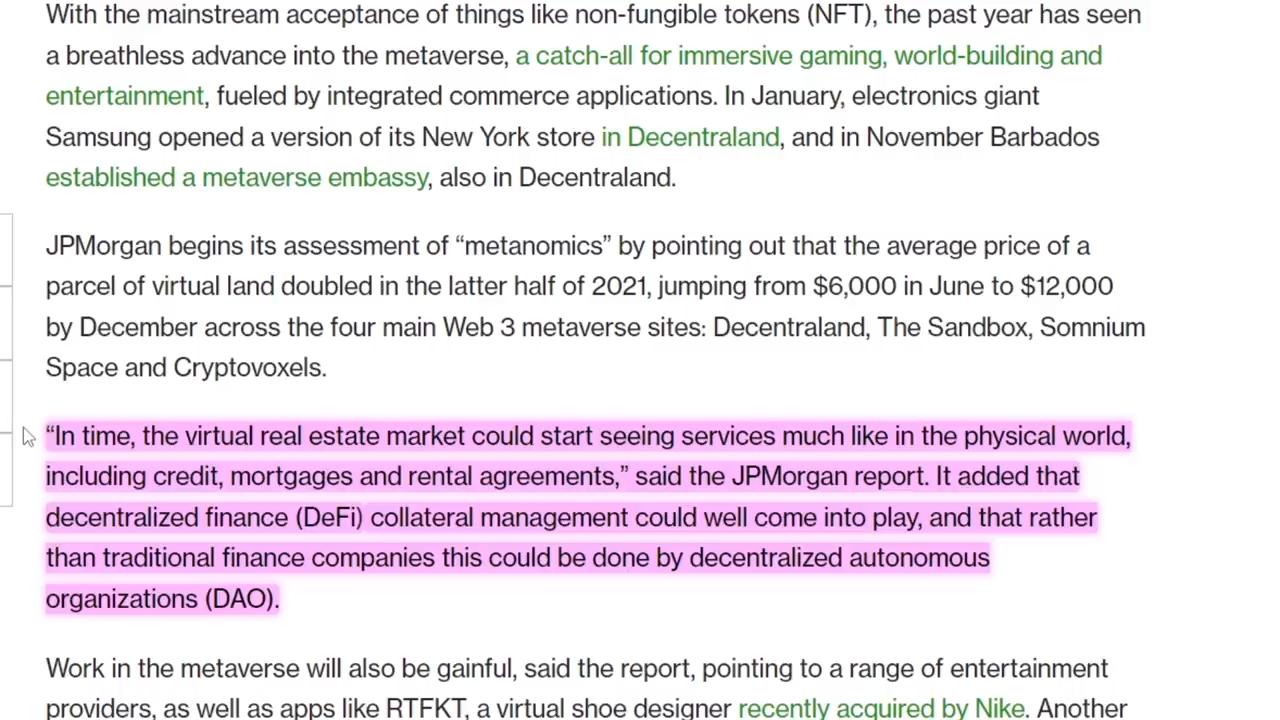 With the mainstream acceptance of things like non-fungible tokens (NFT), the past year has seen
a breathless advance into the metaverse, a catch-all for immersive gaming, world-building and
entertainment, fueled by integrated commerce applications. In January, electronics giant
Samsung opened a version of its New York store in Decentraland, and in November Barbados
established a metaverse embassy, also in Decentraland.
JPMorgan begins its assessment of “metanomics” by pointing out that the average price of a
parcel of virtual land doubled in the latter half of 2021, jumping from $6,000 in June to $12,000
by December across the four main Web 3 metaverse sites: Decentraland, The Sandbox, Somnium
Space and Cryptovoxels.
“In time, the virtual real estate market could start seeing services much like in the physical world,
including credit, mortgages and rental agreements,” said the JPMorgan report. It added that
decentralized finance (DeFi) collateral management could well come into play, and that rather
than traditional finance companies this could be done by decentralized autonomous
organizations (DAO).
Work in the metaverse will also be gainful, said the report, pointing to a range of entertainment
providers, as well as apps like RTFKT, a virtual shoe designer recently acquired by Nike. Another